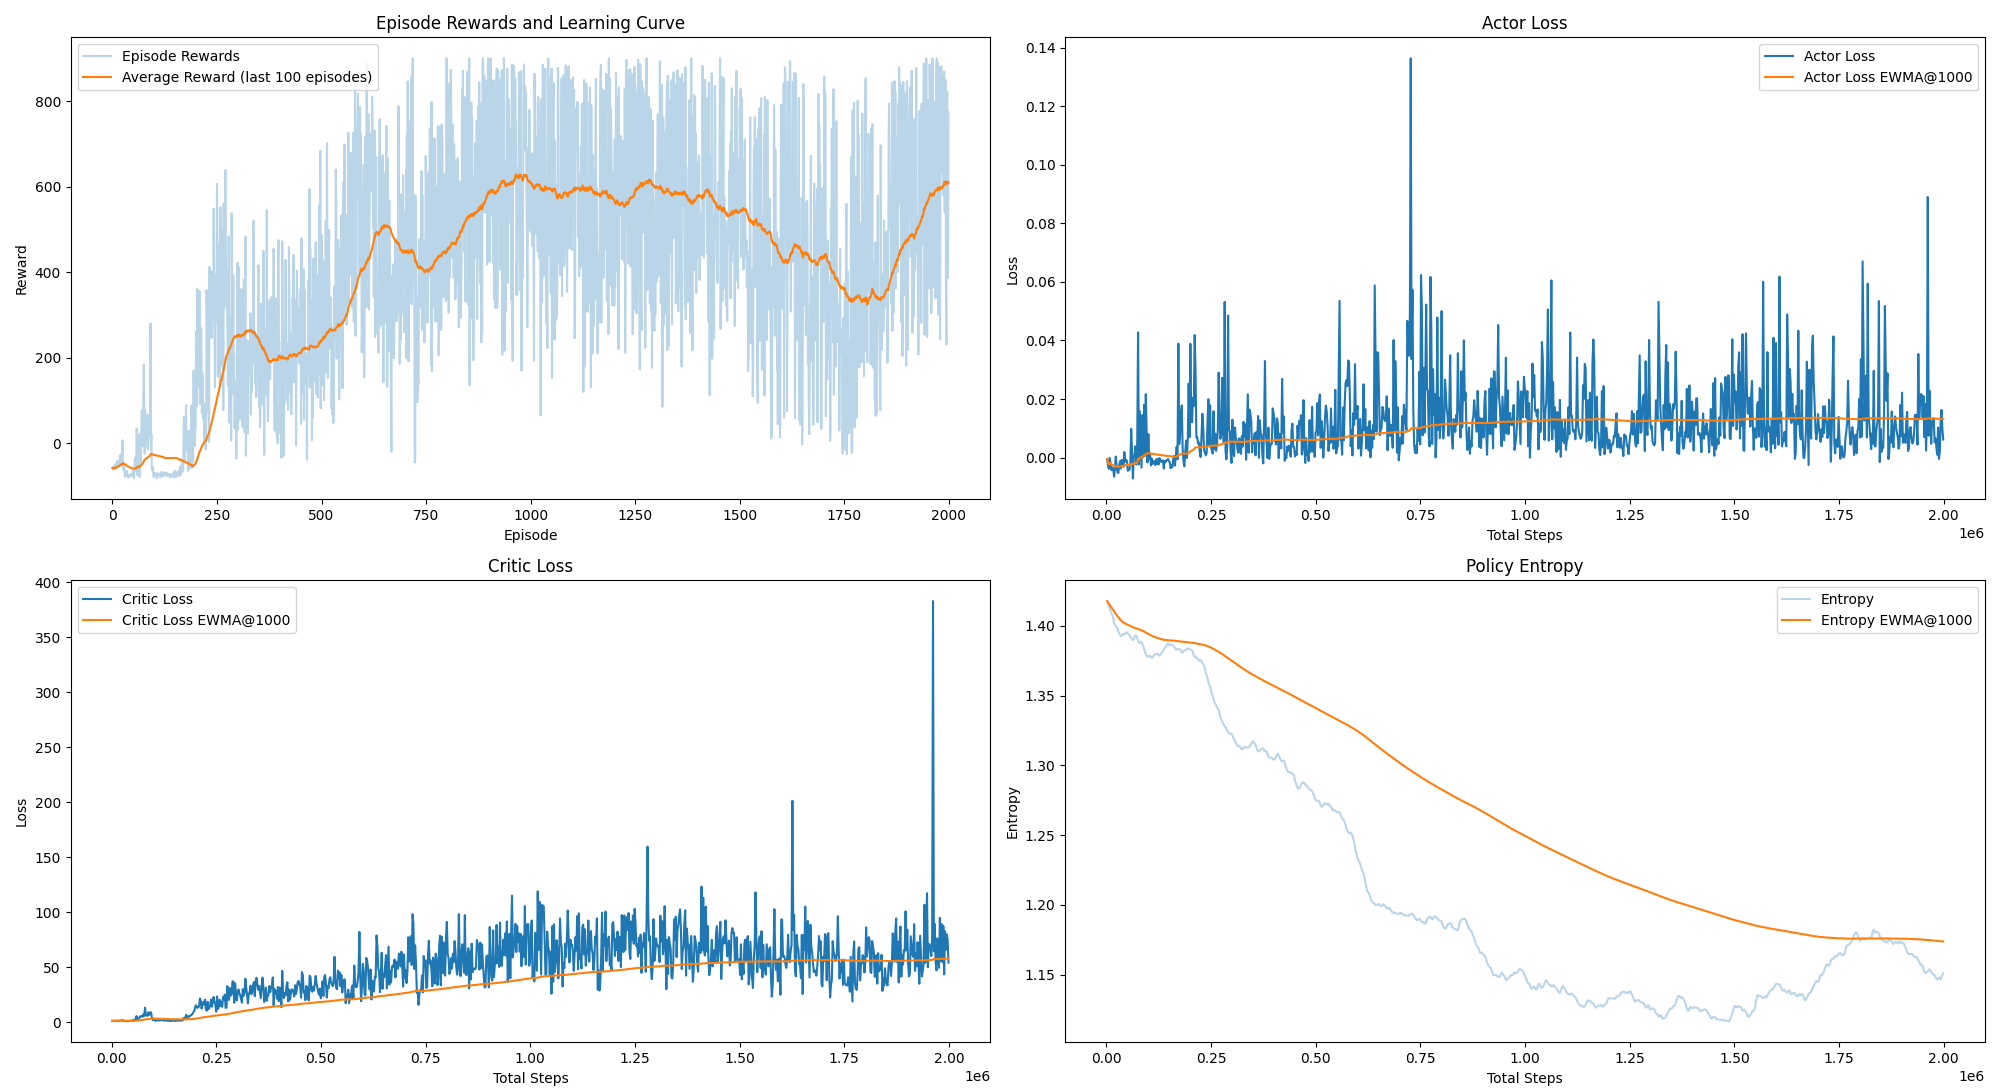 Episode Rewards and Learning Curve
Episode Rewards
Average Reward (last 100 episodes)
Reward
800
600
400
200
0
0 250 500 750 1000 1250 1500 1750 2000
Episode
Actor Loss
Actor Loss
Actor Loss EWMA@1000
Loss
0.14
0.12
0.10
0.08
0.06
0.04
0.02
0.00
0.00 0.25 0.50 0.75 1.00 1.25 1.50 1.75 2.00
1e6
Total Steps
Critic Loss
Critic Loss
Critic Loss EWMA@1000
Loss
400
350
300
250
200
150
100
50
0
0.00 0.25 0.50 0.75 1.00 1.25 1.50 1.75 2.00
1e6
Total Steps
Policy Entropy
Entropy
Entropy EWMA@1000
Entropy
1.40
1.35
1.30
1.25
1.20
1.15
0.00 0.25 0.50 0.75 1.00 1.25 1.50 1.75 2.00
1e6
Total Steps